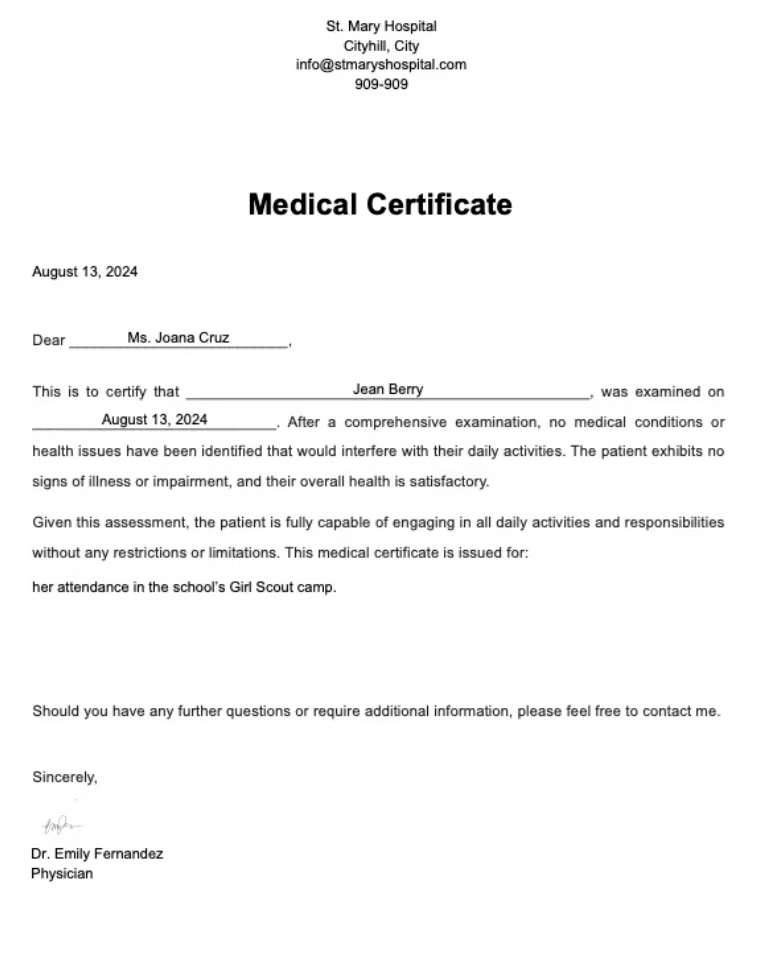 St. Mary Hospital
Cityhill, City
info@stmaryshospital.com
909-909
Medical Certificate
August 13, 2024
Dear Ms. Joana Cruz,
This is to certify that Jean Berry, was examined on
August 13, 2024. After a comprehensive examination, no medical conditions or
health issues have been identified that would interfere with their daily activities. The patient exhibits no
signs of illness or impairment, and their overall health is satisfactory.
Given this assessment, the patient is fully capable of engaging in all daily activities and responsibilities
without any restrictions or limitations. This medical certificate is issued for:
her attendance in the school's Girl Scout camp.
Should you have any further questions or require additional information, please feel free to contact me.
Sincerely,
Dr. Emily Fernandez
Physician